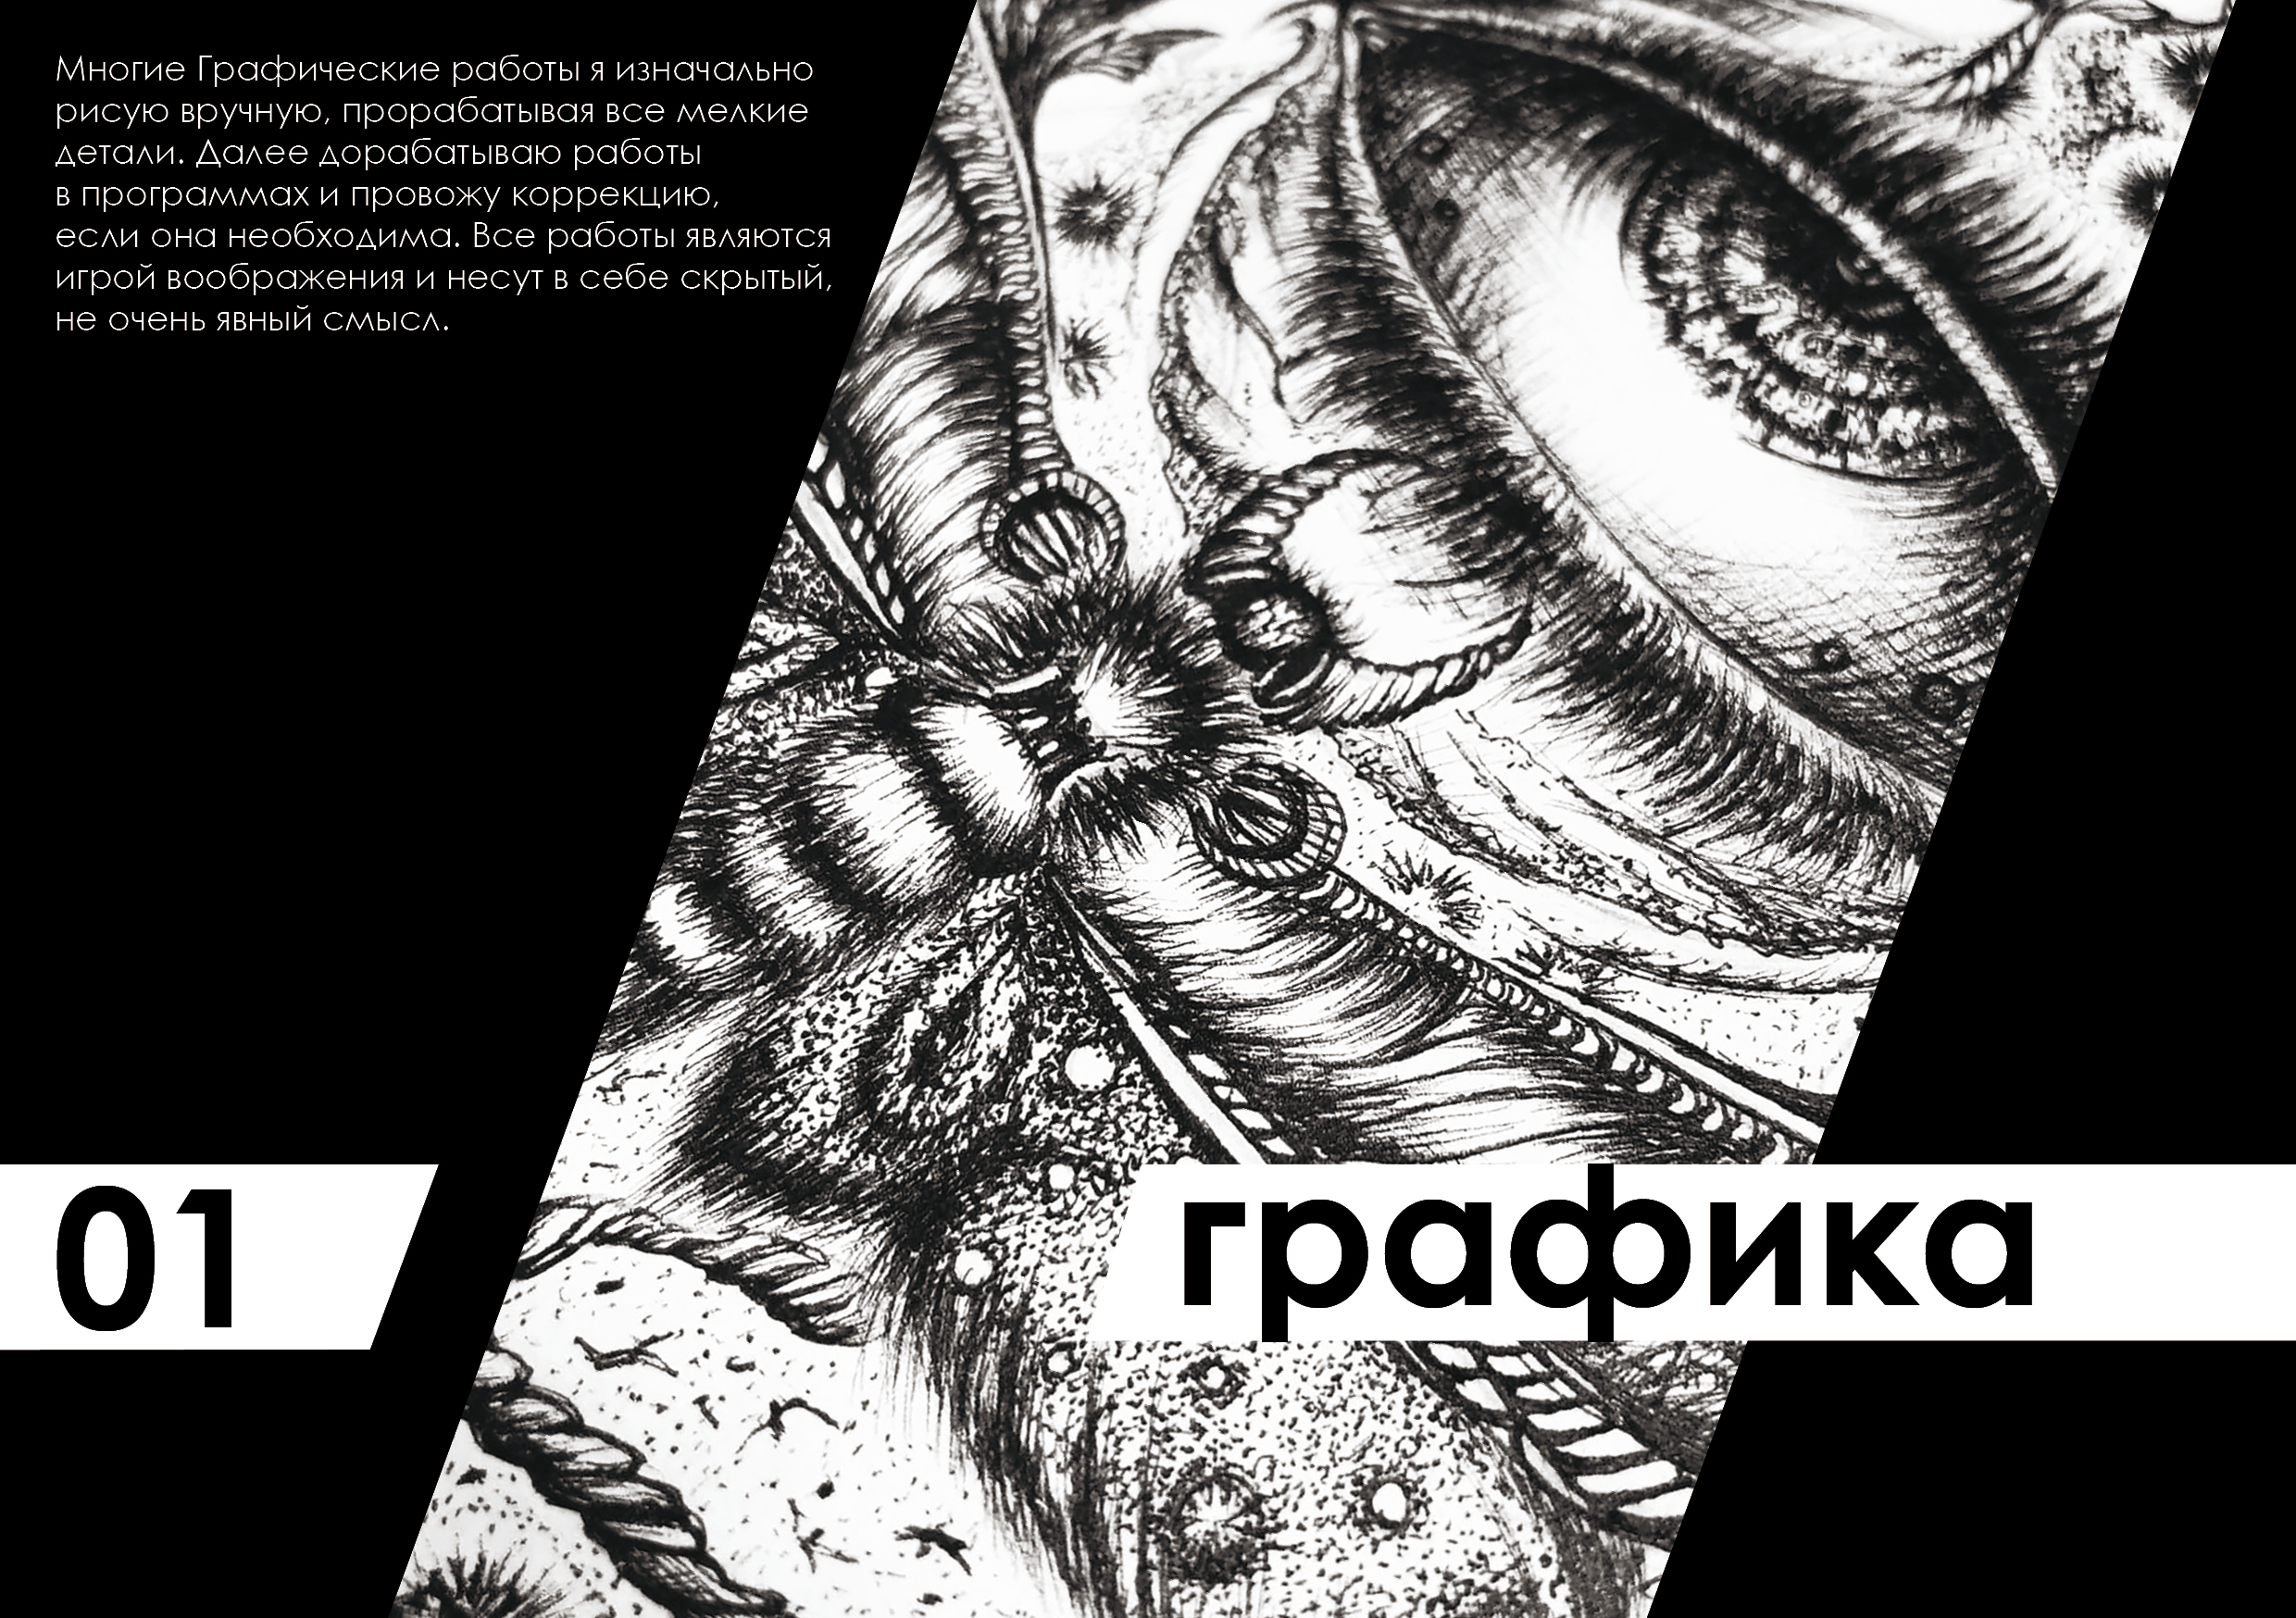 Многие Графические работы я изначально
рисую вручную, прорабатывая все мелкие
детали. Далее дорабатываю работы
в программах и провожу коррекцию,
если она необходима. Все работы являются
игрой воображения и несут в себе скрытый,
не очень явный смысл.
01
графика